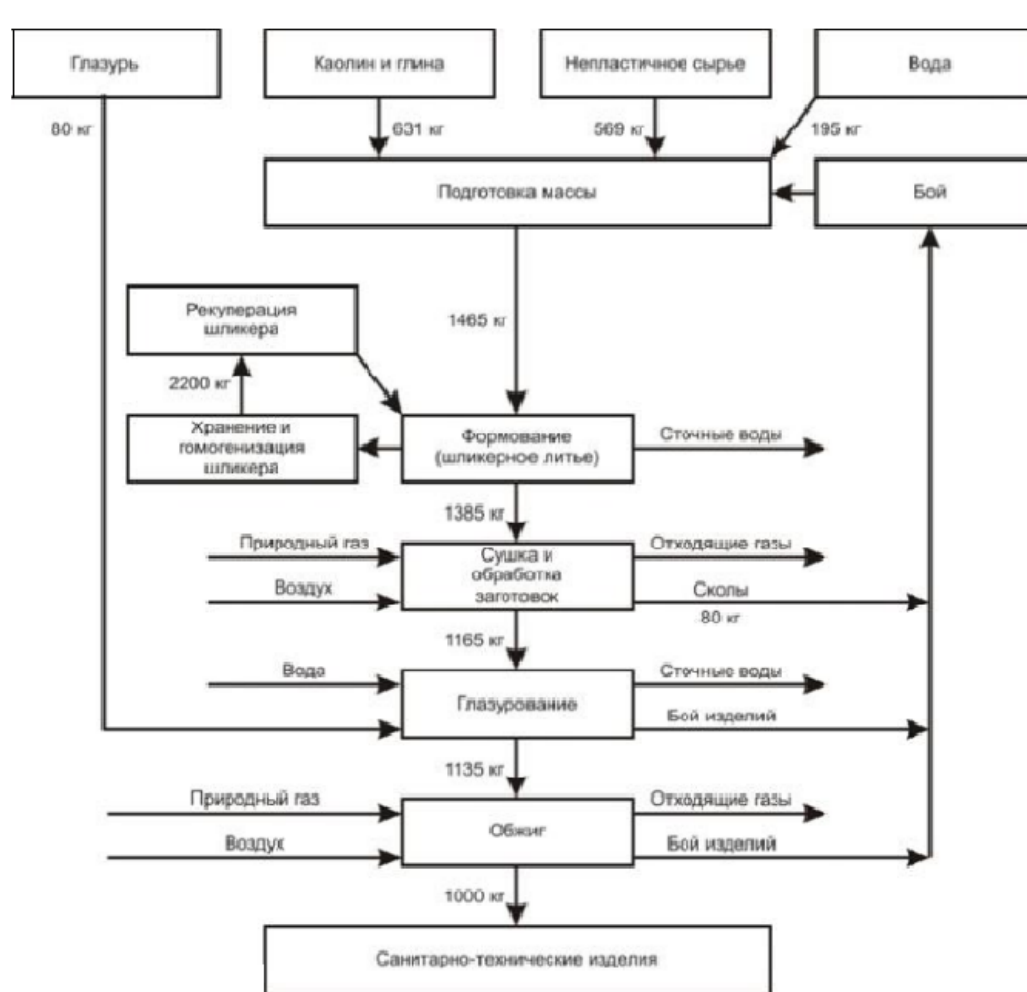 Глазурь
Каолин и глина
Непластичное сырье
Вода
80 кг
631 кг
569 кг
195 кг
Подготовка массы
Бой
Рекуперация
шликера
1465 кг
2200 кг
Хранение и
гомогенизация
шликера
Формование
(шликерное литье)
Сточные воды
1385 кг
Природный газ
Сушка и
обработка
заготовок
Отходящие газы
Воздух
Сколы
80 кг
1165 кг
Вода
Глазурование
Сточные воды
Бой изделий
1135 кг
Природный газ
Обжиг
Отходящие газы
Воздух
Бой изделий
1000 кг
Санитарно-технические изделия